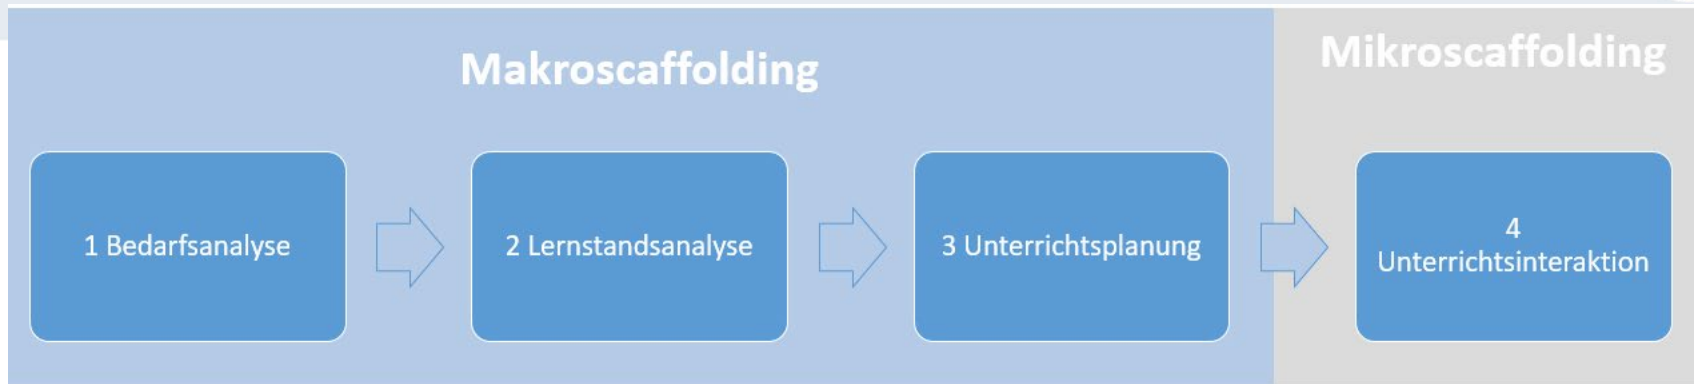 Makroscaffolding
Mikroscaffolding
1 Bedarfsanalyse
2 Lernstandsanalyse
3 Unterrichtsplanung
4
Unterrichtsinteraktion